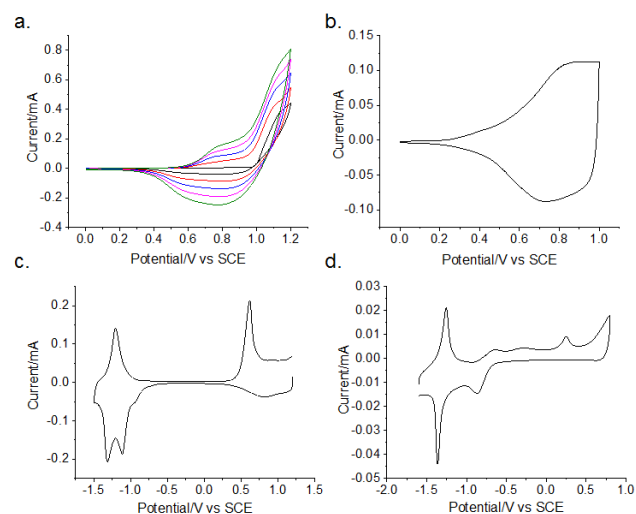 a.
0.8
0.6
0.4
0.2
0.0
-0.2
-0.4
Current/mA
0.0 0.2 0.4 0.6 0.8 1.0 1.2
Potential/V vs SCE
b.
0.15
0.10
0.05
0.00
-0.05
-0.10
Current/mA
0.0 0.2 0.4 0.6 0.8 1.0
Potential/V vs SCE
c.
0.2
0.1
0.0
0.1
0.2
Current/mA
-1.5 -1.0 -0.5 0.0 0.5 1.0 1.5
Potential/V vs SCE
d.
0.03
0.02
0.01
0.00
-0.01
-0.02
-0.03
-0.04
-0.05
Current/mA
-2.0 -1.5 -1.0 -0.5 0.0 0.5 1.0
Potential/V vs SCE